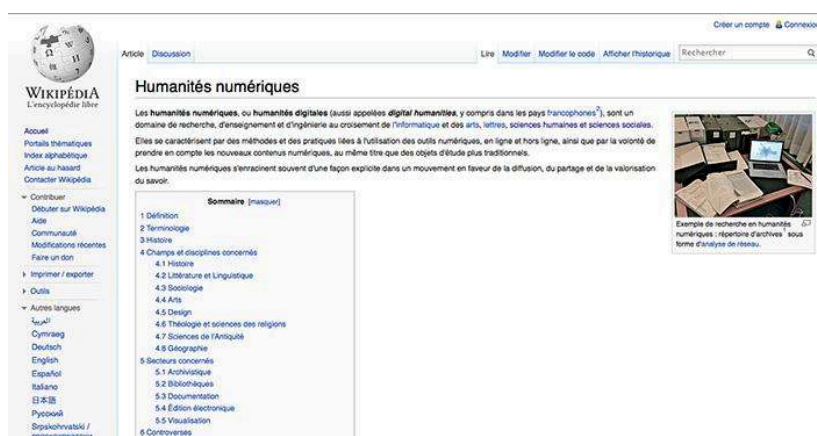 Créer un compte Connexion
Article Discussion Lire Modifier Modifier le code Afficher l'historique Rechercher
WIKIPÉDIA
L'encyclopédie libre
Accueil
Portails thématiques
Index alphabétique
Article au hasard
Contacter Wikipédia
Contribuer
Débuter sur Wikipédia
Aide
Communauté
Modifications récentes
Faire un don
Imprimer / exporter
Outils
Autres langues
العربية
Cymraeg
Deutsch
English
Español
Italiano
日本語
Русский
Srpskohrvatski /
Humanités numériques
Les humanités numériques, ou humanités digitales (aussi appelées digital humanities, y compris dans les pays francophones2), sont un
domaine de recherche, d'enseignement et d'ingénierie au croisement de l'informatique et des arts, lettres, sciences humaines et sciences sociales.
Elles se caractérisent par des méthodes et des pratiques liées à l'utilisation des outils numériques, en ligne et hors ligne, ainsi que par la volonté de
prendre en compte les nouveaux contenus numériques, au même titre que des objets d'étude plus traditionnels.
Les humanités numériques s'enracinent souvent d'une façon explicite dans un mouvement en faveur de la diffusion, du partage et de la valorisation
du savoir.
Sommaire [masquer]
1 Définition
2 Terminologie
3 Histoire
4 Champs et disciplines concernés
4.1 Histoire
4.2 Littérature et Linguistique
4.3 Sociologie
4.4 Arts
4.5 Design
4.6 Théologie et sciences des religions
4.7 Sciences de l'Antiquité
4.8 Géographie
5 Secteurs concernés
5.1 Archivistique
5.2 Bibliothèques
5.3 Documentation
5.4 Édition électronique
5.5 Visualisation
6 Controverses
Exemple de recherche en humanités
numériques : répertoire d'archives1 sous
forme d'analyse de réseau.